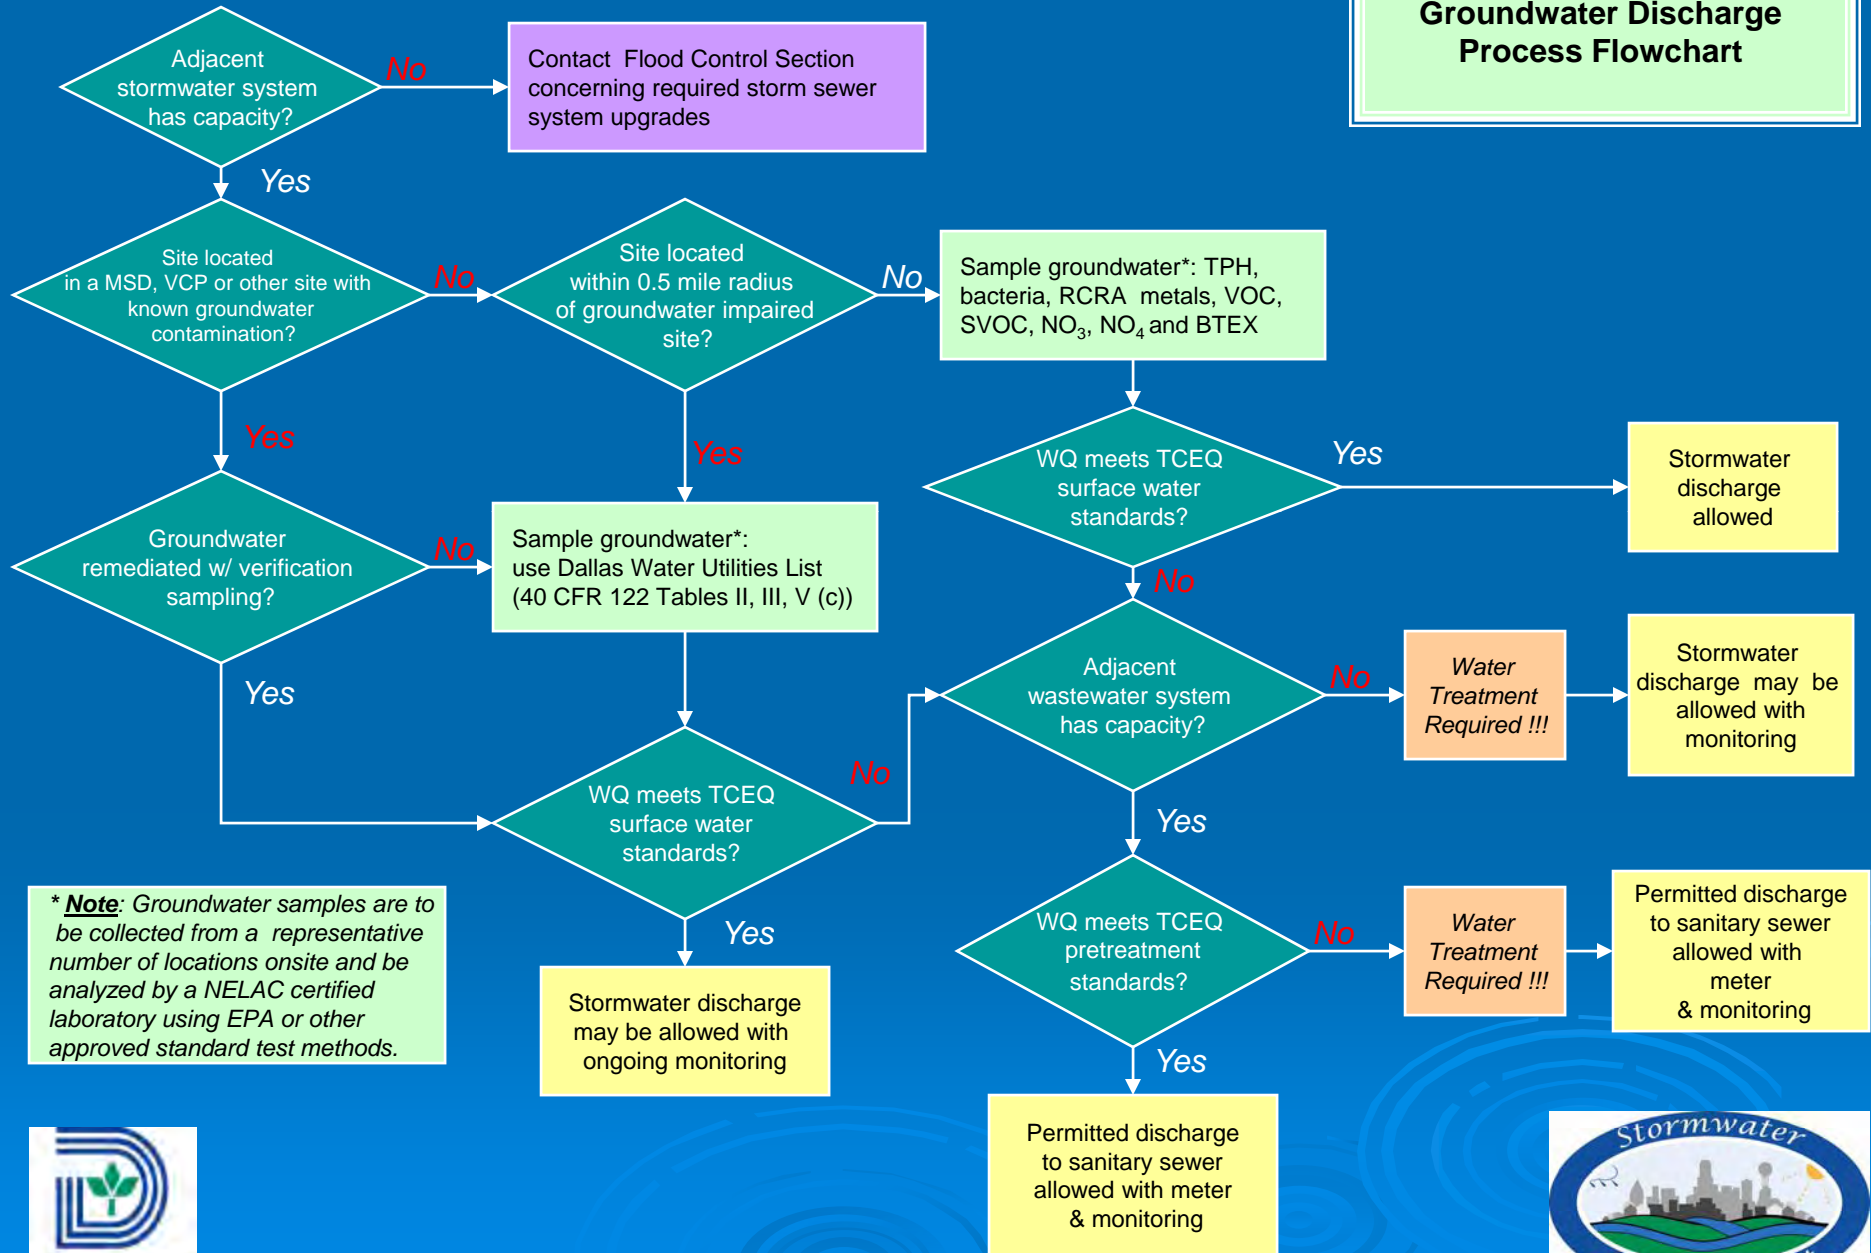 Groundwater Discharge
Process Flowchart
Adjacent
stormwater system
has capacity?
No
Contact Flood Control Section
concerning required storm sewer
system upgrades
Yes
Site located
in a MSD, VCP or other site with
known groundwater
contamination?
No
Site located
within 0.5 mile radius
of groundwater impaired
site?
No
Sample groundwater*: TPH,
bacteria, RCRA metals, VOC,
SVOC, NO3, NO4 and BTEX
Yes
Yes
WQ meets TCEQ
surface water
standards?
Yes
Stormwater
discharge
allowed
Groundwater
remediated w/ verification
sampling?
No
Sample groundwater*:
use Dallas Water Utilities List
(40 CFR 122 Tables II, III, V (c))
No
Yes
Adjacent
wastewater system
has capacity?
No
Water
Treatment
Required !!!
Stormwater
discharge may be
allowed with
monitoring
WQ meets TCEQ
surface water
standards?
No
Yes
* Note: Groundwater samples are to
be collected from a representative
number of locations onsite and be
analyzed by a NELAC certified
laboratory using EPA or other
approved standard test methods.
Yes
Stormwater discharge
may be allowed with
ongoing monitoring
WQ meets TCEQ
pretreatment
standards?
No
Water
Treatment
Required !!!
Permitted discharge
to sanitary sewer
allowed with
meter
& monitoring
Yes
Permitted discharge
to sanitary sewer
allowed with meter
& monitoring
Stormwater